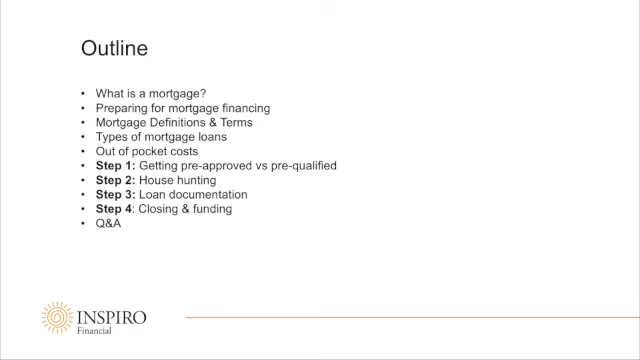 Outline
• What is a mortgage?
• Preparing for mortgage financing
• Mortgage Definitions & Terms
• Types of mortgage loans
• Out of pocket costs
• Step 1: Getting pre-approved vs pre-qualified
• Step 2: House hunting
• Step 3: Loan documentation
• Step 4: Closing & funding
• Q&A
INSPIRO
Financial